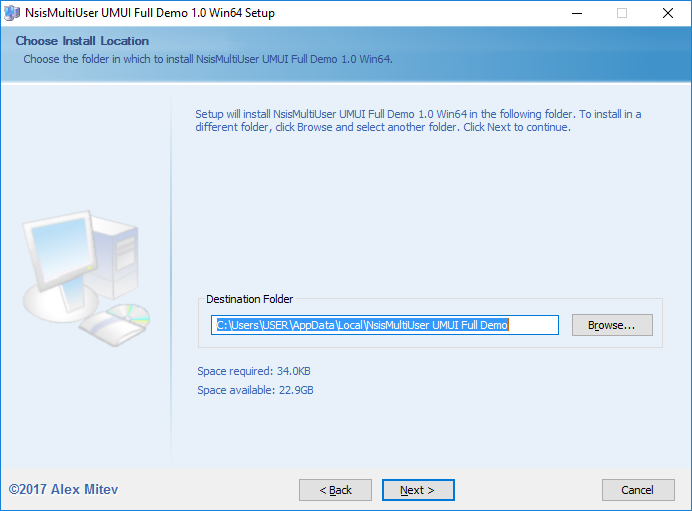 NsisMultiUser UMUI Full Demo 1.0 Win64 Setup
Choose Install Location
Choose the folder in which to install NsisMultiUser UMUI Full Demo 1.0 Win64.
Setup will install NsisMultiUser UMUI Full Demo 1.0 Win64 in the following folder. To install in a
different folder, click Browse and select another folder. Click Next to continue.
Destination Folder
C:\Users\USER\AppData\Local\NsisMultiUser UMUI Full Demo
Browse...
Space required: 34.0KB
Space available: 22.9GB
©2017 Alex Mitev
< Back
Next >
Cancel